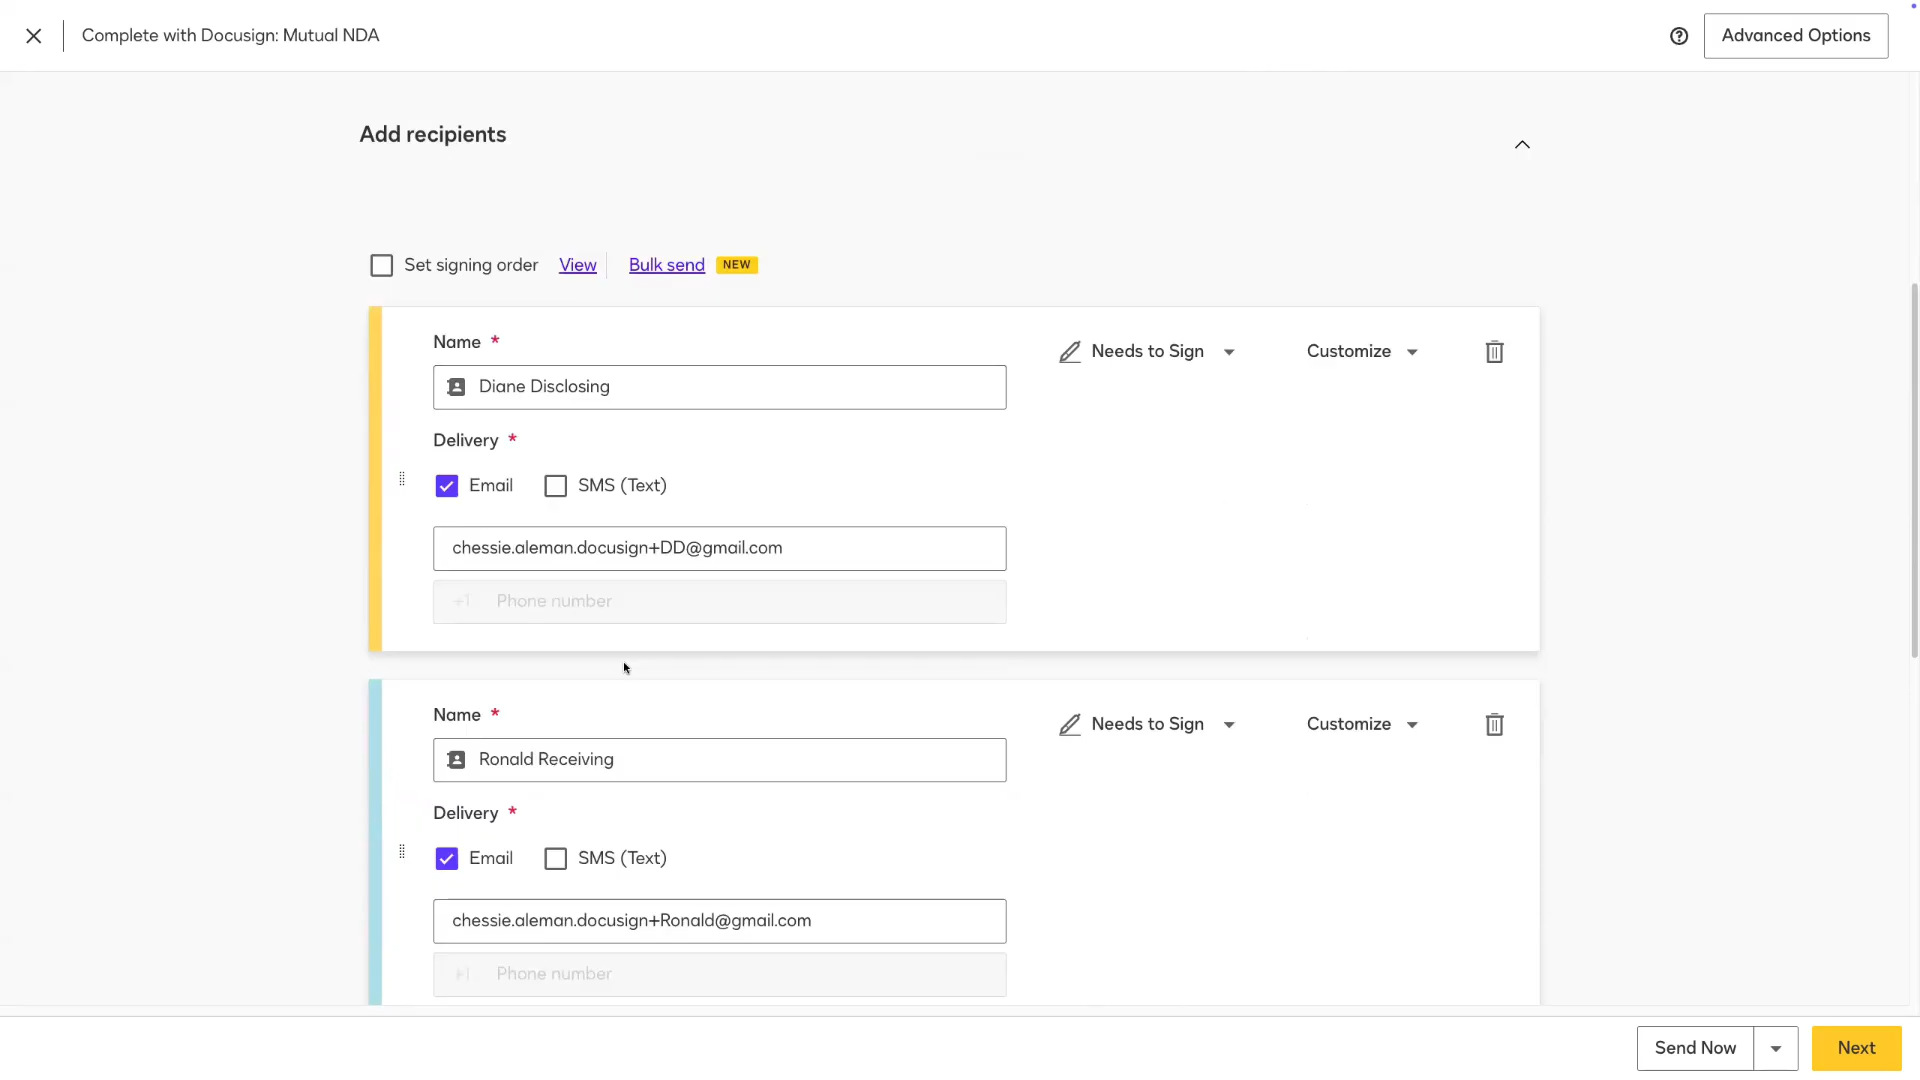 Complete with Docusign: Mutual NDA
Advanced Options
Add recipients
Set signing order View Bulk send NEW
Name *
Needs to Sign
Customize
Diane Disclosing
Delivery *
Email
SMS (Text)
chessie.aleman.docusign+DD@gmail.com
+1 Phone number
Name *
Needs to Sign
Customize
Ronald Receiving
Delivery *
Email
SMS (Text)
chessie.aleman.docusign+Ronald@gmail.com
+1 Phone number
Send Now
Next